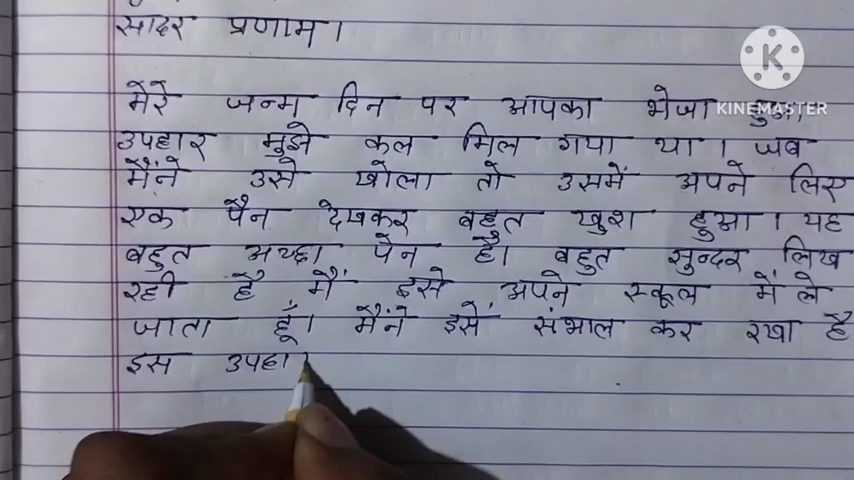 सादर प्रणाम।
मेरे जन्म दिन पर आपका भेजा
KINEMASTER
उपहार मुझे कल मिल गया था। जब
मैंने उसे खोला तो उसमें अपने लिए
एक पैन देखकर बहुत खुश हुआ। यह
बहुत अच्छा पेन है। बहुत सुन्दर लिख
रही है मैं इसे अपने स्कूल में ले
जाता हूँ। मैंने इसे संभाल कर रखा है
इस उपहा